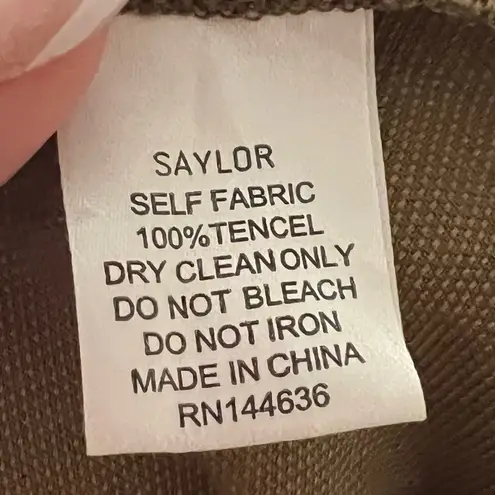 SAYLOR
SELF FABRIC
100%TENCEL
DRY CLEAN ONLY
DO NOT BLEACH
DO NOT IRON
MADE IN CHINA
RN144636